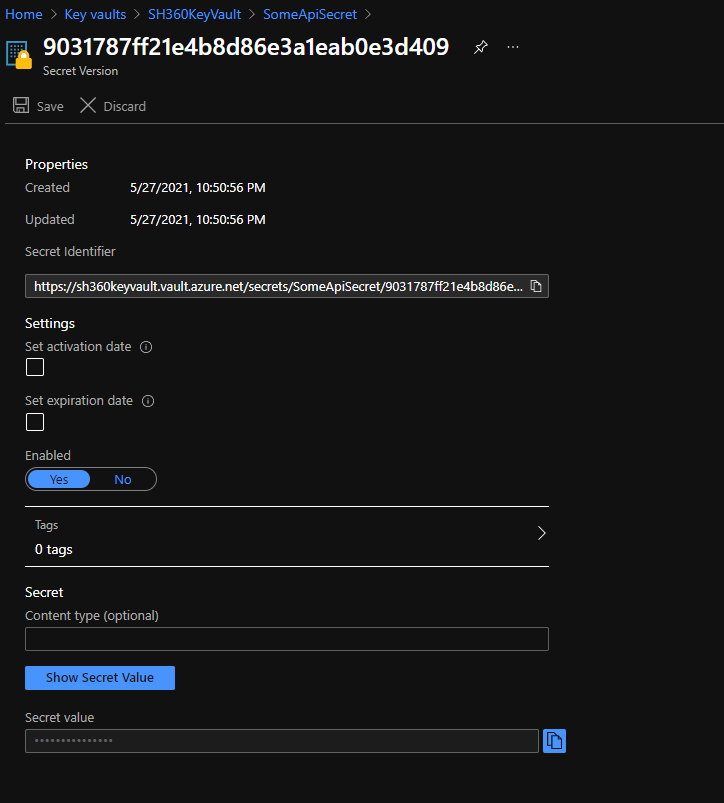 Home > Key vaults > SH360KeyVault > SomeApiSecret >
9031787ff21e4b8d86e3a1eab0e3d409 ...
Secret Version
Save Discard
Properties
Created 5/27/2021, 10:50:56 PM
Updated 5/27/2021, 10:50:56 PM
Secret Identifier
https://sh360keyvault.vault.azure.net/secrets/SomeApiSecret/9031787ff21e4b8d86e...
Settings
Set activation date
Set expiration date
Enabled
Yes No
Tags
0 tags
Secret
Content type (optional)
Show Secret Value
Secret value
•••••••••••••••